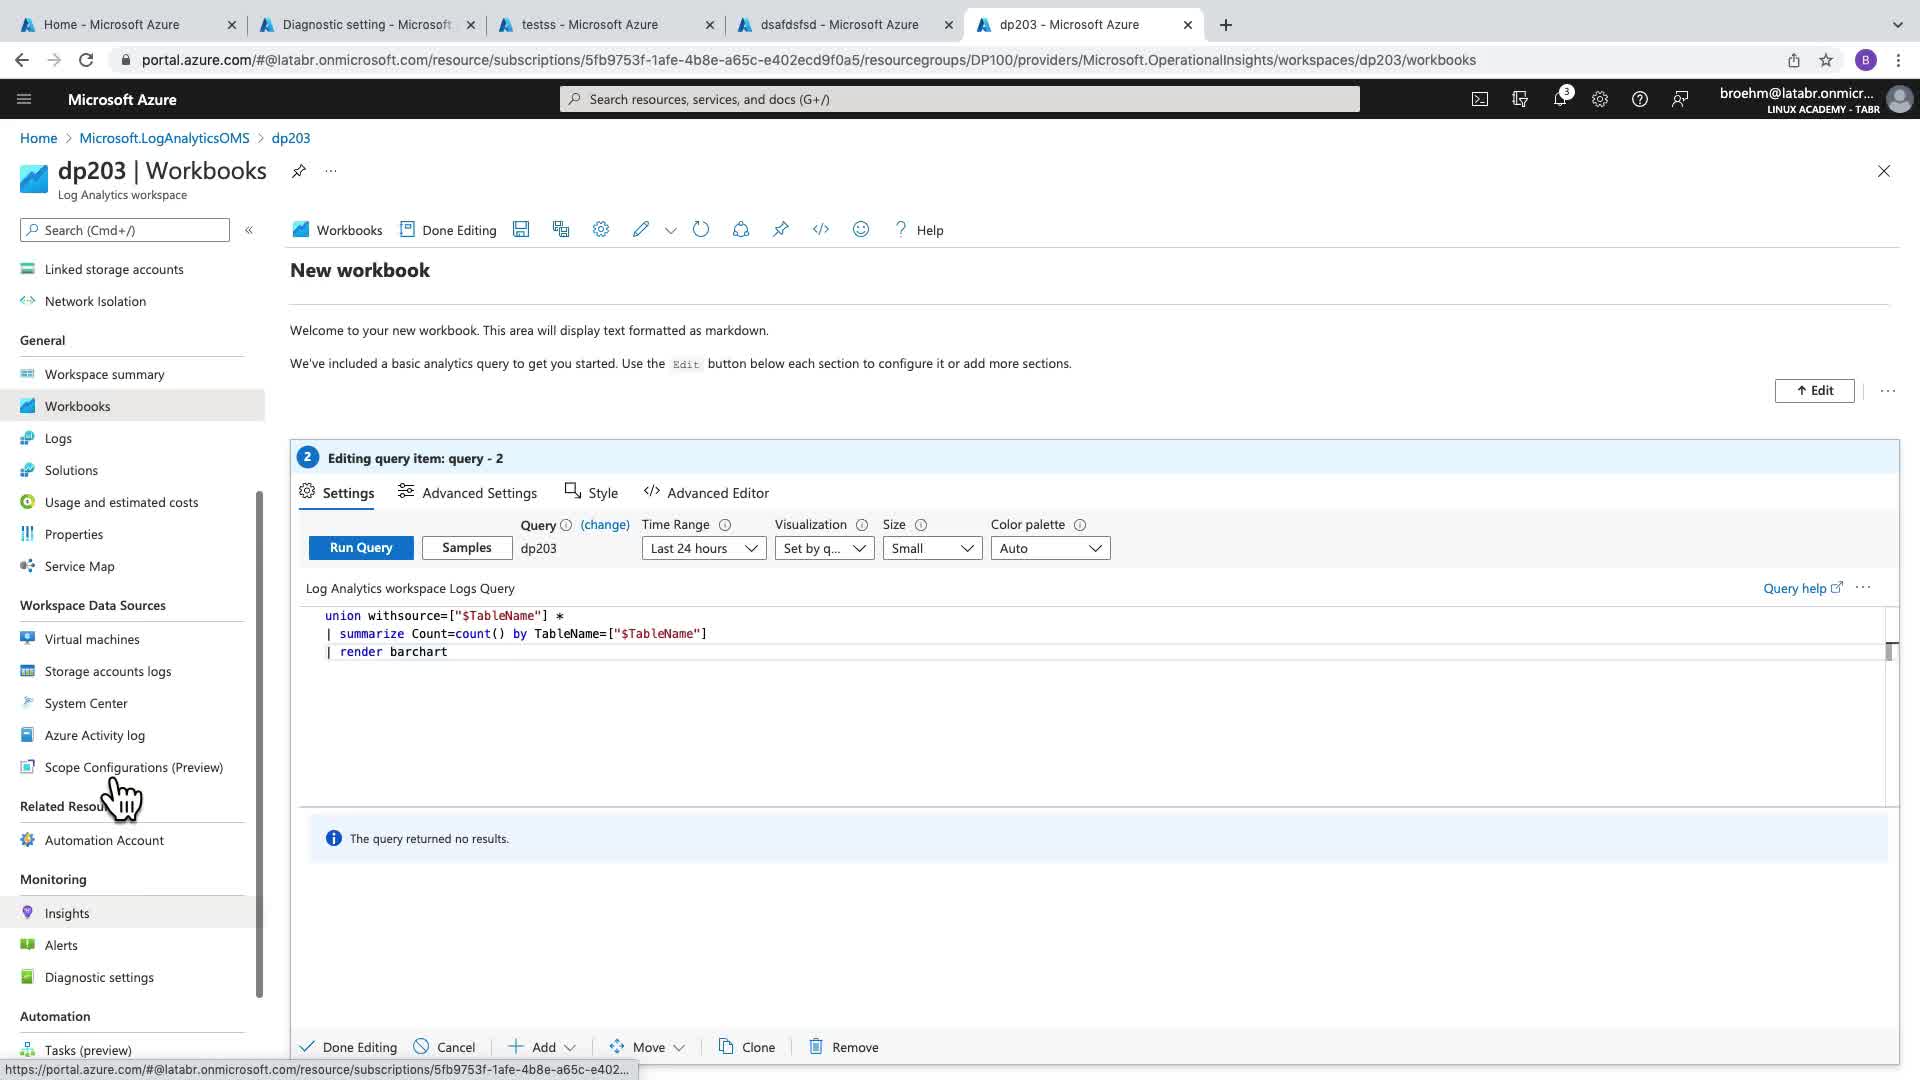 Home - Microsoft Azure
Diagnostic setting - Microsoft
testss - Microsoft Azure
dsafdsfsd - Microsoft Azure
dp203 - Microsoft Azure
portal.azure.com/#@latabr.onmicrosoft.com/resource/subscriptions/5fb9753f-1afe-4b8e-a65c-e402ecd9f0a5/resourcegroups/DP100/providers/Microsoft.OperationalInsights/workspaces/dp203/workbooks
B
Microsoft Azure
Search resources, services, and docs (G+/)
3
broehm@latabr.onmicr...
LINUX ACADEMY - TABR
Home > Microsoft.LogAnalyticsOMS > dp203
dp203 | Workbooks
Log Analytics workspace
Search (Cmd+/)
Workbooks
Done Editing
Help
New workbook
Welcome to your new workbook. This area will display text formatted as markdown.
We've included a basic analytics query to get you started. Use the Edit button below each section to configure it or add more sections.
↑ Edit
Linked storage accounts
Network Isolation
General
Workspace summary
Workbooks
Logs
Solutions
Usage and estimated costs
Properties
Service Map
Workspace Data Sources
Virtual machines
Storage accounts logs
System Center
Azure Activity log
Scope Configurations (Preview)
Related Resou
Automation Account
Monitoring
Insights
Alerts
Diagnostic settings
Automation
Tasks (preview)
2 Editing query item: query - 2
Settings
Advanced Settings
Style
Advanced Editor
Run Query
Samples
Query (change)
dp203
Time Range
Last 24 hours
Visualization
Set by q...
Size
Small
Color palette
Auto
Log Analytics workspace Logs Query
Query help
union withsource=["$TableName"] *
| summarize Count=count() by TableName=["$TableName"]
| render barchart
The query returned no results.
Done Editing
Cancel
Add
Move
Clone
Remove
https://portal.azure.com/#@latabr.onmicrosoft.com/resource/subscriptions/5fb9753f-1afe-4b8e-a65c-e402...